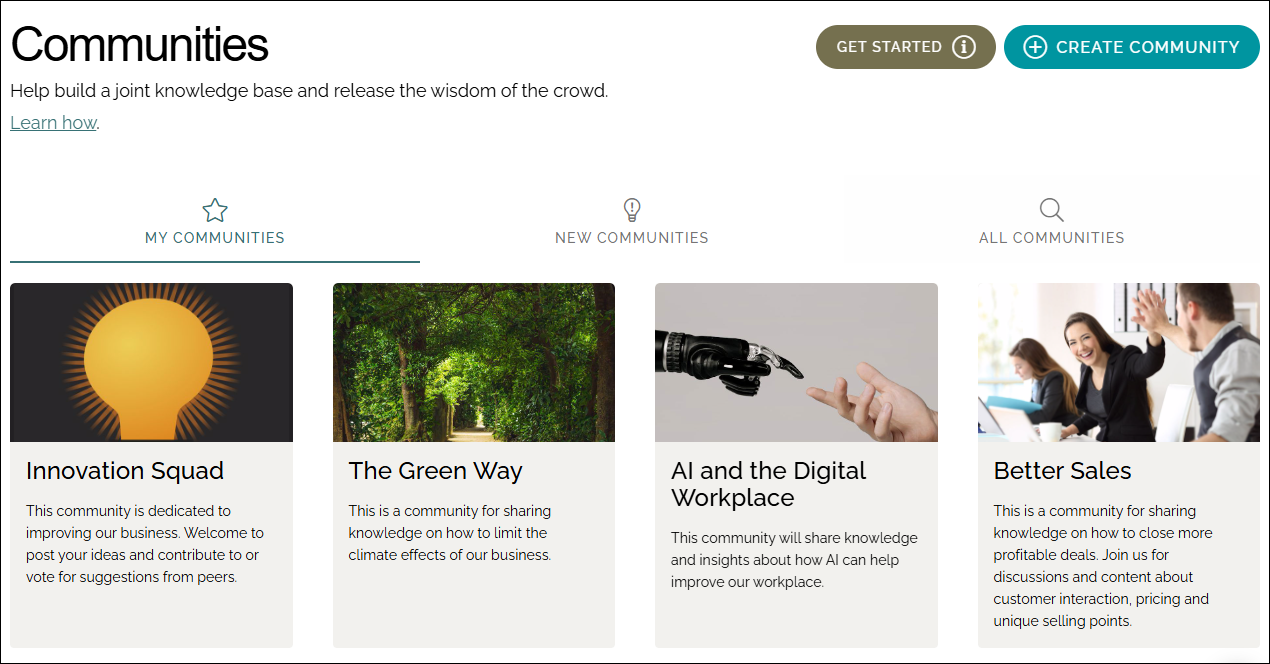 Communities
GET STARTED
CREATE COMMUNITY
Help build a joint knowledge base and release the wisdom of the crowd.
Learn how.
MY COMMUNITIES
NEW COMMUNITIES
ALL COMMUNITIES
Innovation Squad
This community is dedicated to
improving our business. Welcome to
post your ideas and contribute to or
vote for suggestions from peers.
The Green Way
This is a community for sharing
knowledge on how to limit the
climate effects of our business.
AI and the Digital
Workplace
This community will share knowledge
and insights about how AI can help
improve our workplace.
Better Sales
This is a community for sharing
knowledge on how to close more
profitable deals. Join us for
discussions and content about
customer interaction, pricing and
unique selling points.